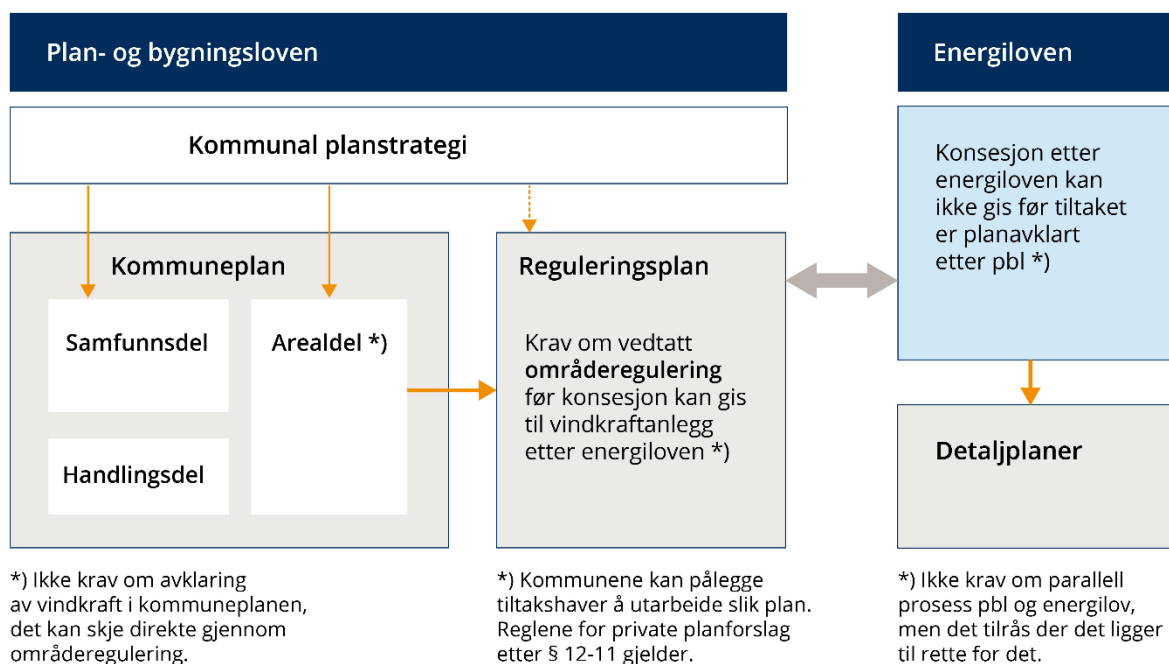 Plan- og bygningsloven
Energiloven
Kommunal planstrategi
Kommuneplan
Samfunnsdel
Arealdel *)
Handlingsdel
Reguleringsplan
Krav om vedtatt
områderegulering
før konsesjon kan gis
til vindkraftanlegg
etter energiloven *)
Konsesjon etter
energiloven kan
ikke gis før tiltaket
er planavklart
etter pbl *)
Detaljplaner
*) Ikke krav om avklaring
av vindkraft i kommuneplanen,
det kan skje direkte gjennom
områderegulering.
*) Kommunene kan pålegge
tiltakshaver å utarbeide slik plan.
Reglene for private planforslag
etter § 12-11 gjelder.
*) Ikke krav om parallell
prosess pbl og energilov,
men det tilrås der det ligger
til rette for det.